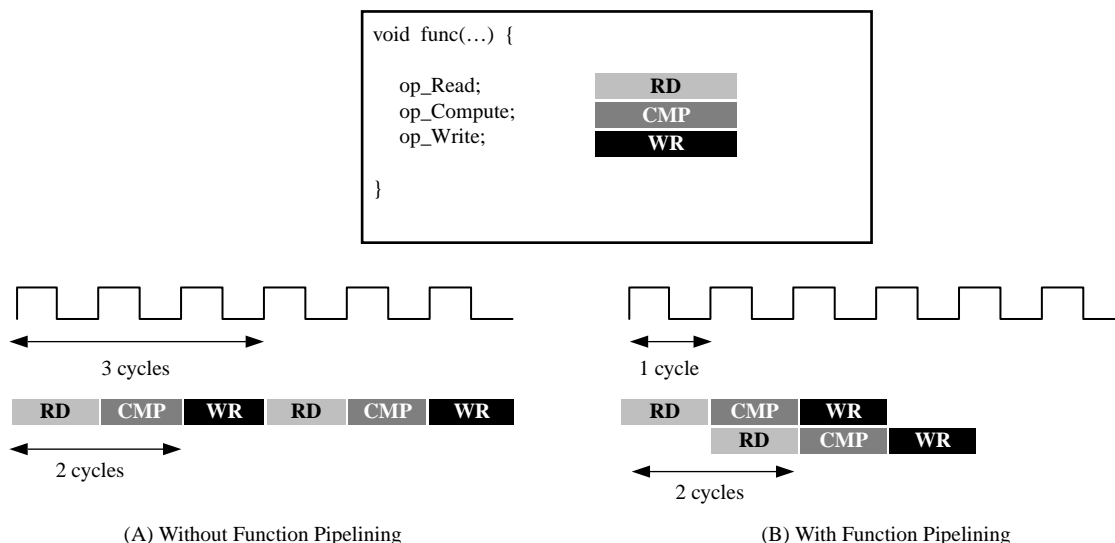 void func(…) {
op_Read; RD
op_Compute; CMP
op_Write; WR
}
3 cycles
RD CMP WR RD CMP WR
2 cycles
(A) Without Function Pipelining
1 cycle
RD CMP WR
RD CMP WR
2 cycles
(B) With Function Pipelining